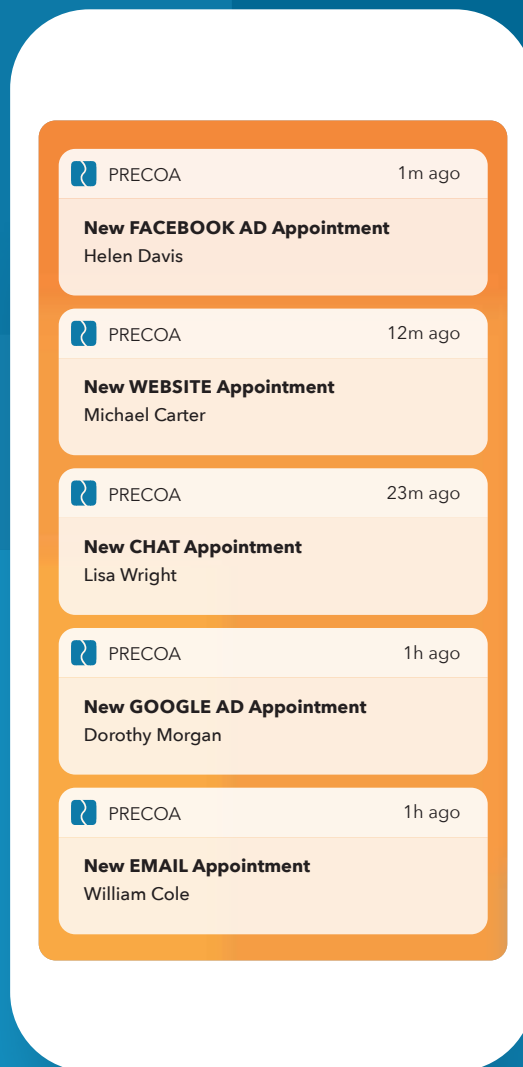 PRECOA 1m ago
New FACEBOOK AD Appointment
Helen Davis
PRECOA 12m ago
New WEBSITE Appointment
Michael Carter
PRECOA 23m ago
New CHAT Appointment
Lisa Wright
PRECOA 1h ago
New GOOGLE AD Appointment
Dorothy Morgan
PRECOA 1h ago
New EMAIL Appointment
William Cole